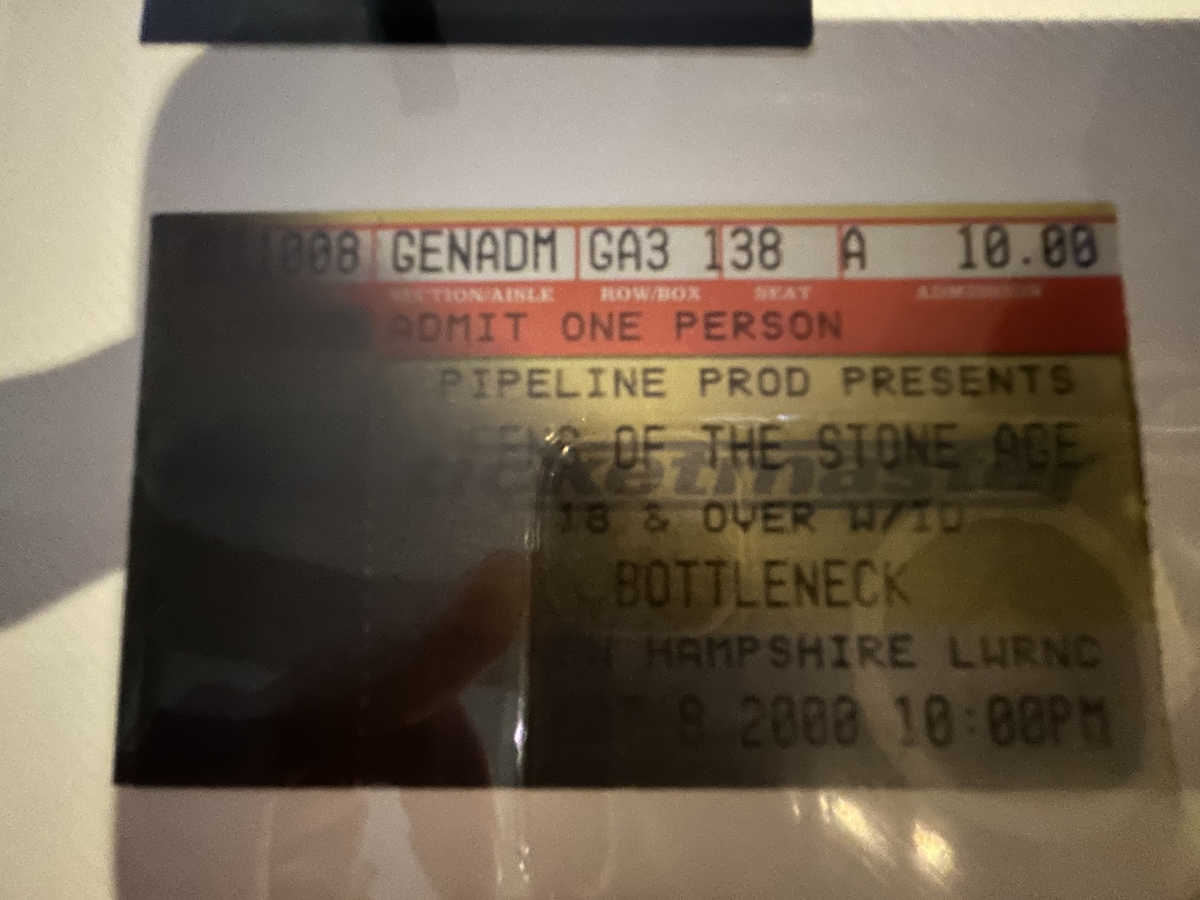 1008 GENADM GA3 138 A 10.00
SECTION/AISLE ROW/BOX SEAT ADMISSION
ADMIT ONE PERSON
PIPELINE PROD PRESENTS
OF THE STONE AGE
ticketmaster
18 & OVER W/ID
BOTTLENECK
HAMPSHIRE LWRNC
8 2000 10:00PM